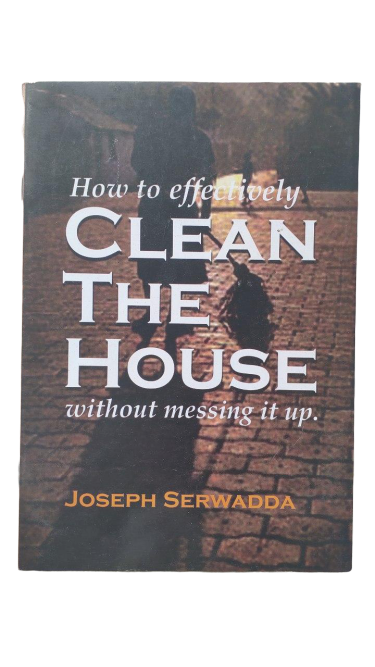 How to effectively
CLEAN
THE
HOUSE
without messing it up.
JOSEPH SERWADDA